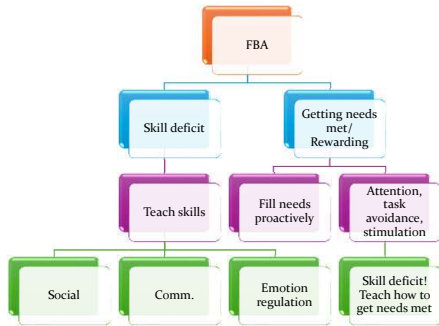 FBA
Skill deficit
Getting needs
met/
Rewarding
Teach skills
Fill needs
proactively
Attention,
task
avoidance,
stimulation
Social
Comm.
Emotion
regulation
Skill deficit!
Teach how to
get needs met